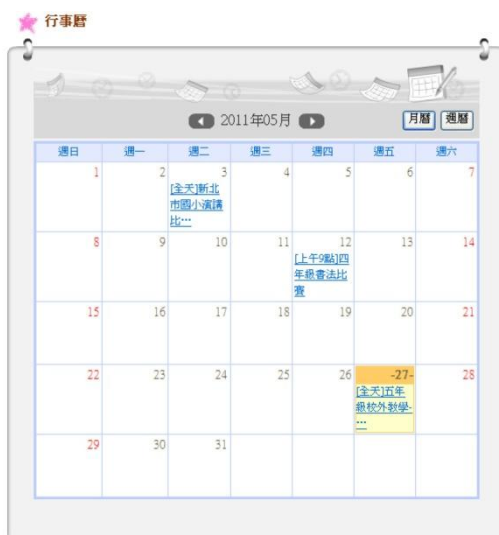 行事曆
2011年05月
月曆 週曆
週日 週一 週二 週三 週四 週五 週六
1 2 3 4 5 6 7
[全天]新北
市國小演講
比…
8 9 10 11 12 13 14
[上午9點]四
年級書法比
賽
15 16 17 18 19 20 21
22 23 24 25 26 -27- 28
[全天]五年
級校外教學-
…
29 30 31